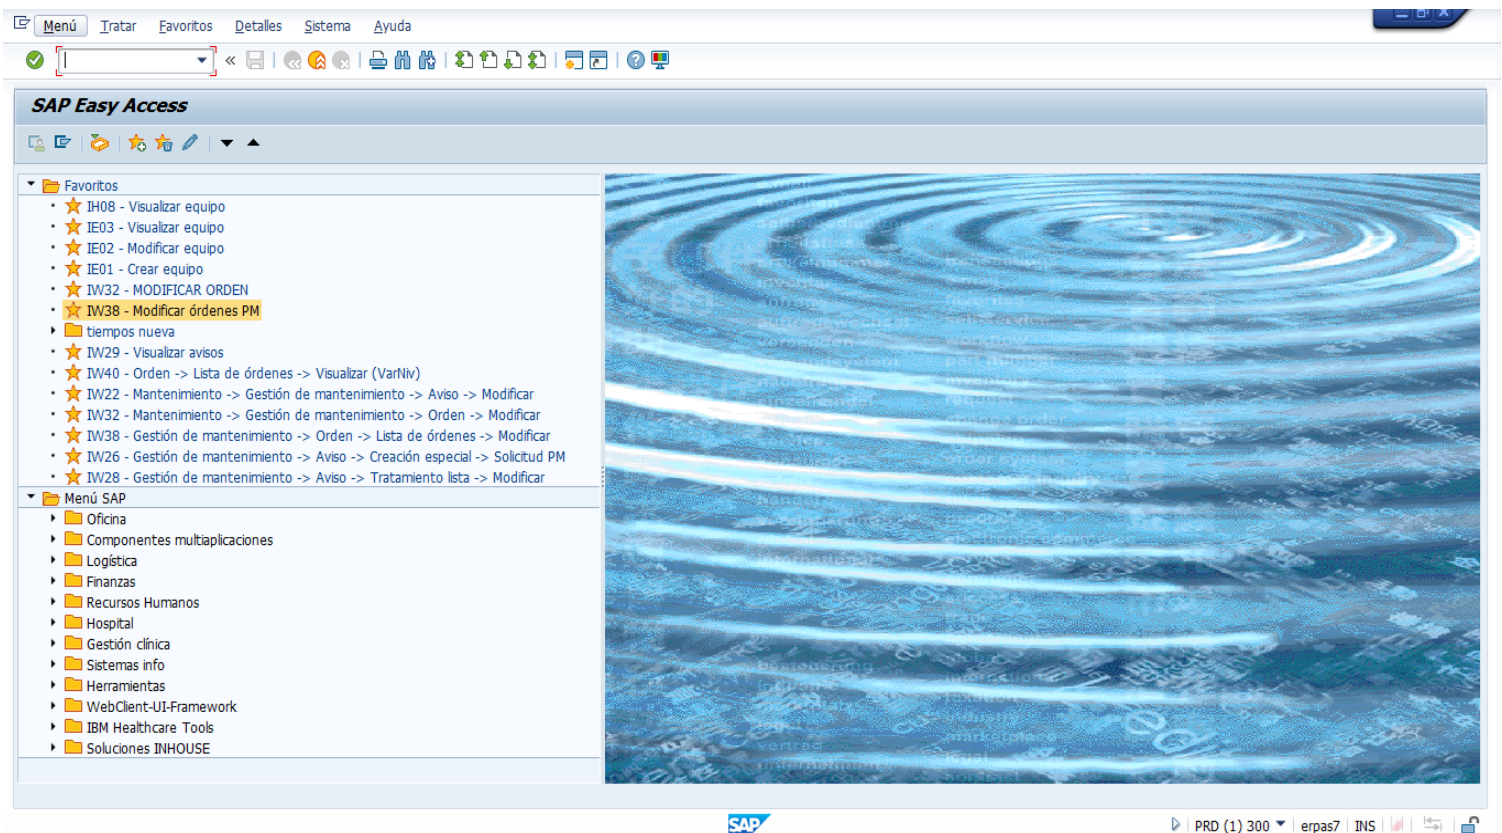 Menú Tratar Favoritos Detalles Sistema Ayuda
SAP Easy Access
Favoritos
IH08 - Visualizar equipo
IE03 - Visualizar equipo
IE02 - Modificar equipo
IE01 - Crear equipo
IW32 - MODIFICAR ORDEN
IW38 - Modificar órdenes PM
tiempos nueva
IW29 - Visualizar avisos
IW40 - Orden -> Lista de órdenes -> Visualizar (VarNiv)
IW22 - Mantenimiento -> Gestión de mantenimiento -> Aviso -> Modificar
IW32 - Mantenimiento -> Gestión de mantenimiento -> Orden -> Modificar
IW38 - Gestión de mantenimiento -> Orden -> Lista de órdenes -> Modificar
IW26 - Gestión de mantenimiento -> Aviso -> Creación especial -> Solicitud PM
IW28 - Gestión de mantenimiento -> Aviso -> Tratamiento lista -> Modificar
Menú SAP
Oficina
Componentes multiaplicaciones
Logística
Finanzas
Recursos Humanos
Hospital
Gestión clínica
Sistemas info
Herramientas
WebClient-UI-Framework
IBM Healthcare Tools
Soluciones INHOUSE
marketplace
vertrag
SAP
PRD (1) 300 erpas7 INS